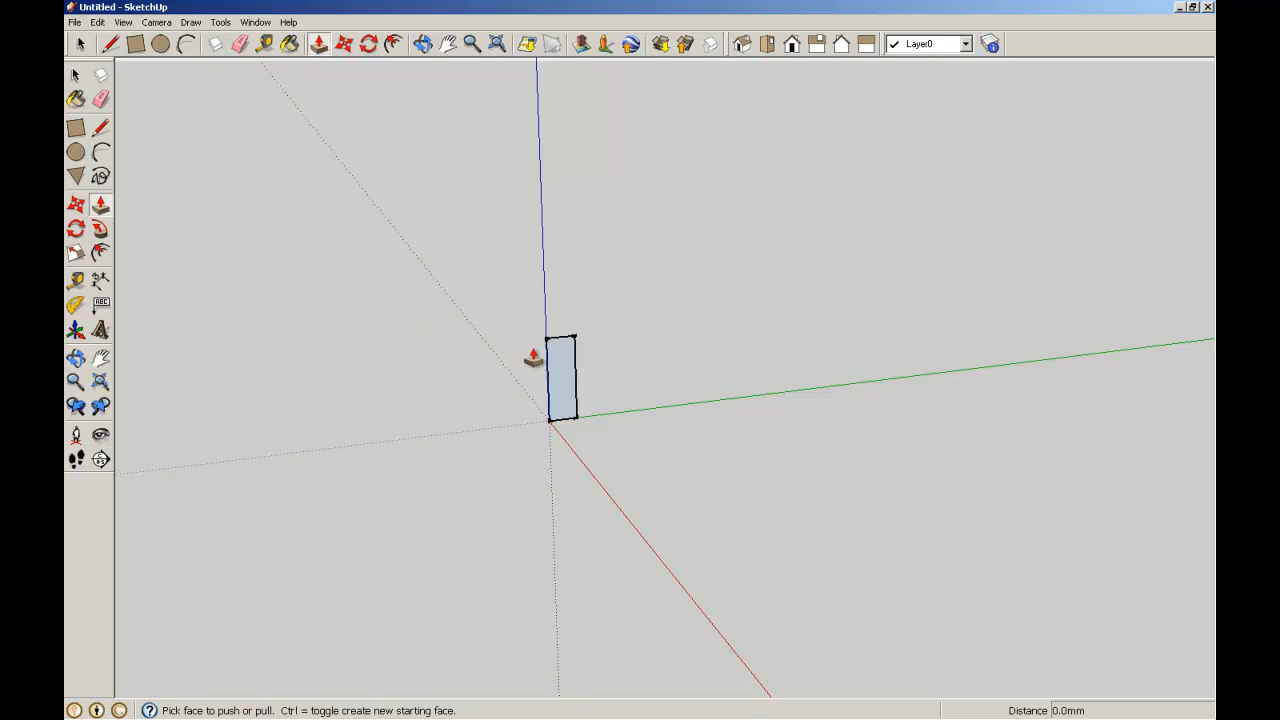 Untitled - SketchUp
File Edit View Camera Draw Tools Window Help
Layer0
ABC
Pick face to push or pull. Ctrl = toggle create new starting face.
Distance 0.0mm